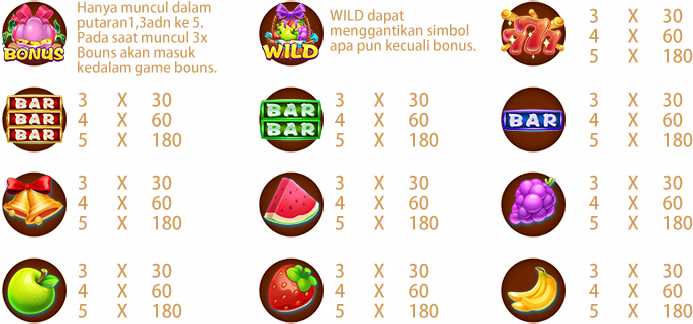 BONUS
Hanya muncul dalam
putaran1,3adn ke 5.
Pada saat muncul 3x
Bouns akan masuk
kedalam game bouns.
WILD
WILD dapat
menggantikan simbol
apa pun kecuali bonus.
777
3 X 30
4 X 60
5 X 180
BAR
BAR
BAR
3 X 30
4 X 60
5 X 180
BAR
BAR
3 X 30
4 X 60
5 X 180
BAR
3 X 30
4 X 60
5 X 180
3 X 30
4 X 60
5 X 180
3 X 30
4 X 60
5 X 180
3 X 30
4 X 60
5 X 180
3 X 30
4 X 60
5 X 180
3 X 30
4 X 60
5 X 180
3 X 30
4 X 60
5 X 180